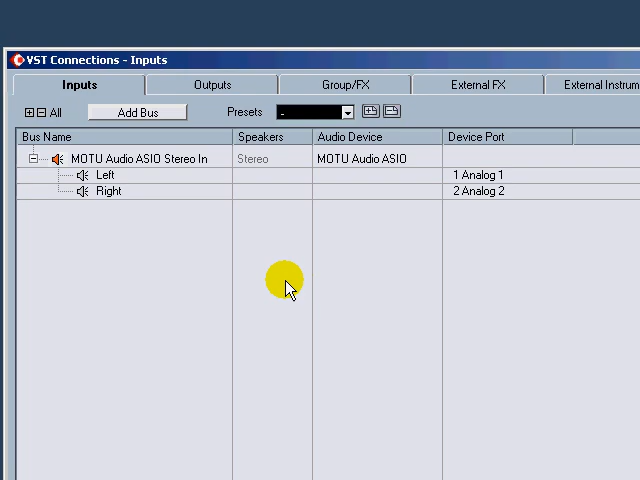 VST Connections - Inputs
Inputs Outputs Group/FX External FX External Instrum
All Add Bus Presets -
Bus Name Speakers Audio Device Device Port
MOTU Audio ASIO Stereo In Stereo MOTU Audio ASIO
Left 1 Analog 1
Right 2 Analog 2